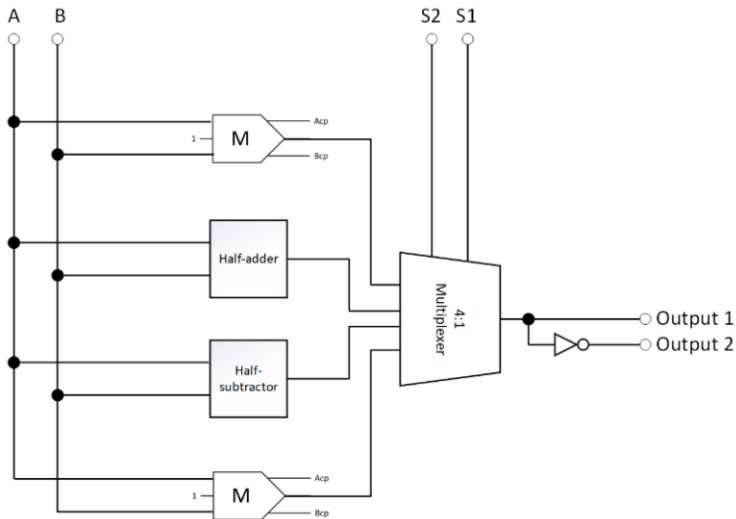 A B S2 S1
Acp
1 M
Bcp
Half-adder
4:1
Multiplexer
Output 1
Output 2
Half-
subtractor
Acp
1 M
Bcp